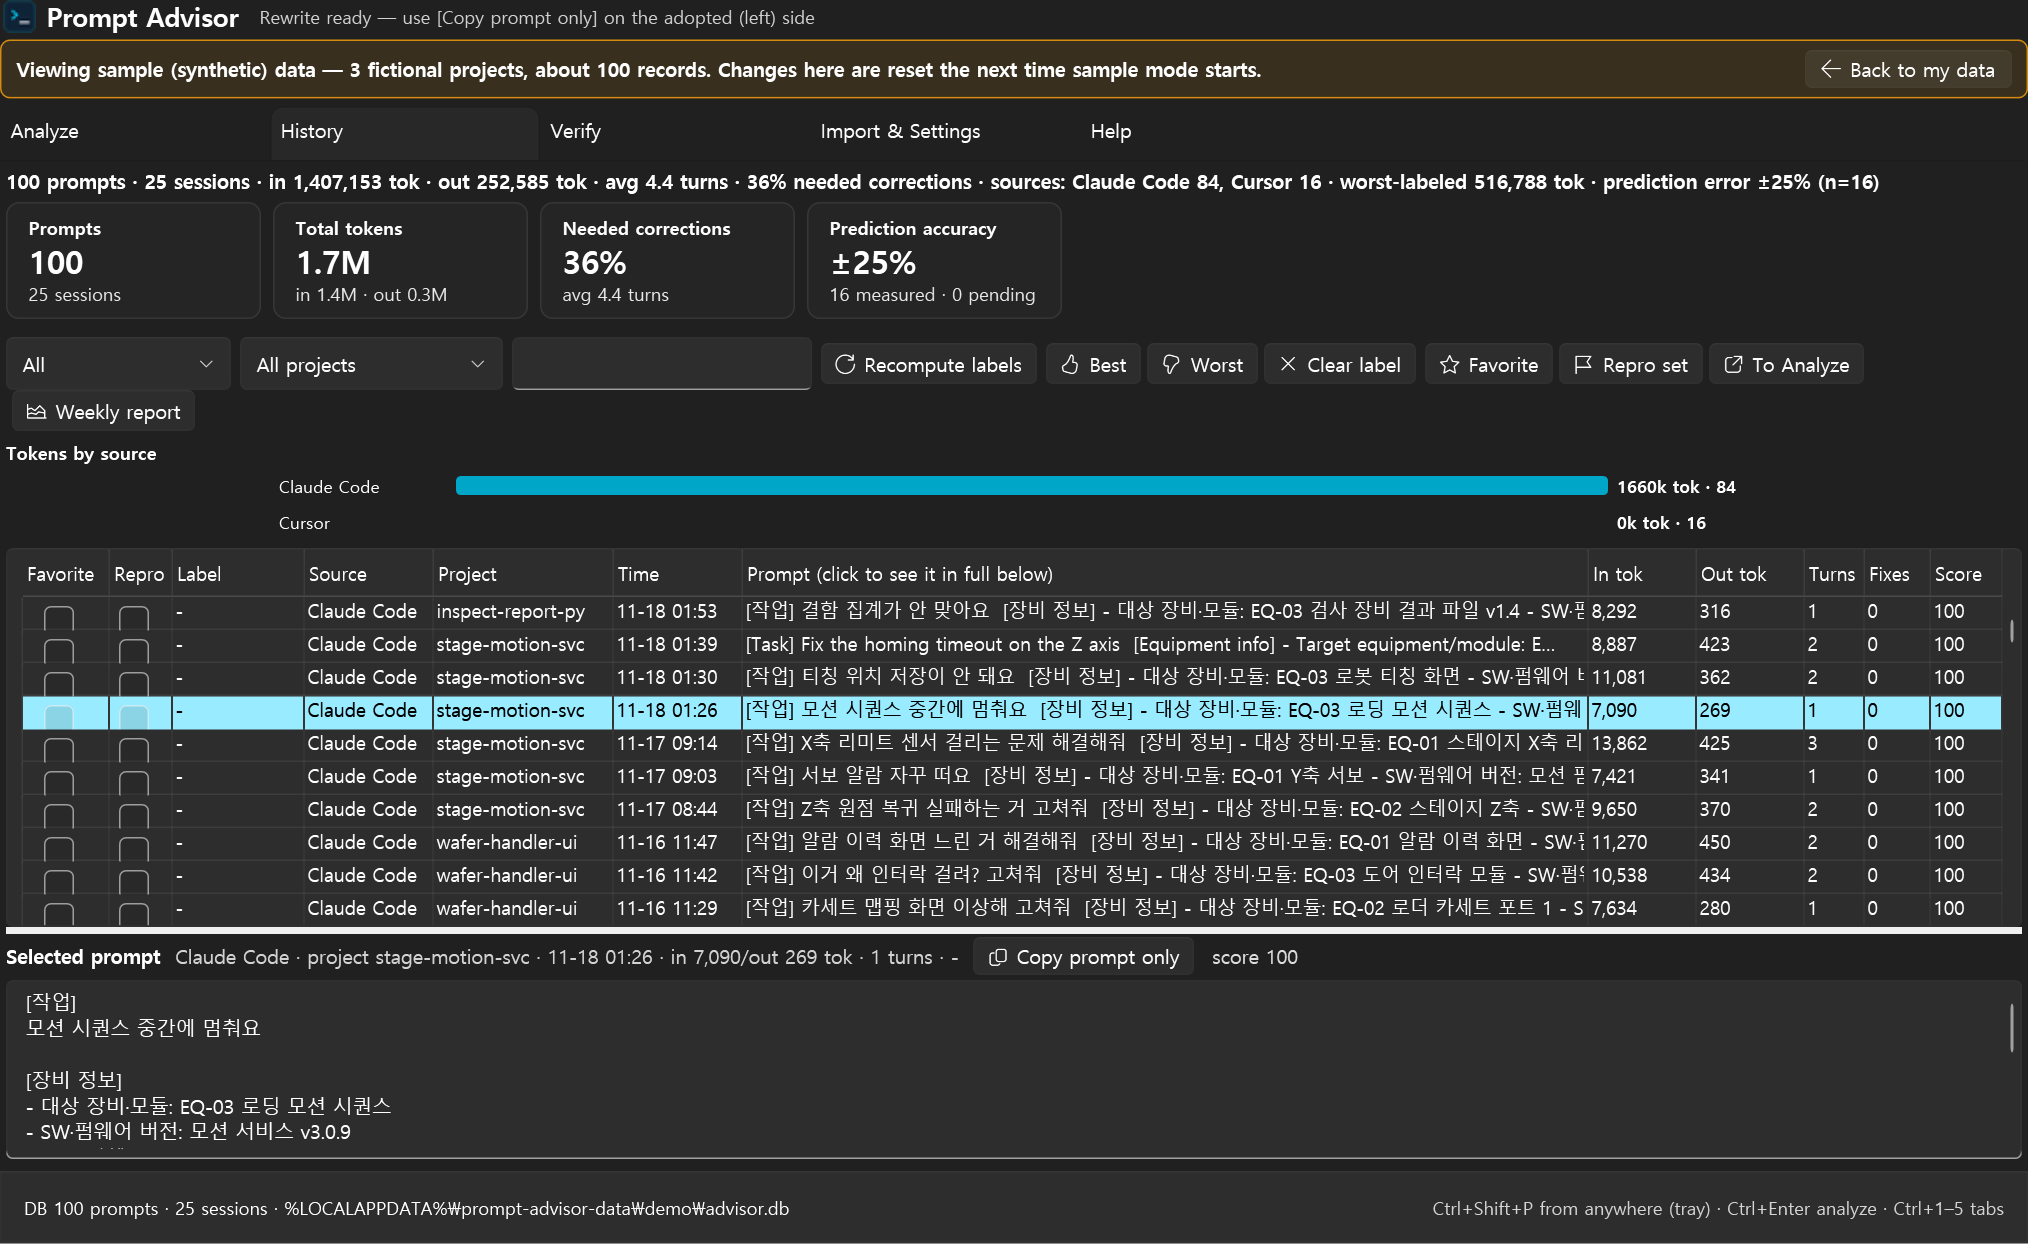 Prompt Advisor Rewrite ready — use [Copy prompt only] on the adopted (left) side
Viewing sample (synthetic) data — 3 fictional projects, about 100 records. Changes here are reset the next time sample mode starts. Back to my data
Analyze History Verify Import & Settings Help
100 prompts · 25 sessions · in 1,407,153 tok · out 252,585 tok · avg 4.4 turns · 36% needed corrections · sources: Claude Code 84, Cursor 16 · worst-labeled 516,788 tok · prediction error ±25% (n=16)
Prompts Total tokens Needed corrections Prediction accuracy
100 1.7M 36% ±25%
25 sessions in 1.4M · out 0.3M avg 4.4 turns 16 measured · 0 pending
All All projects Recompute labels Best Worst Clear label Favorite Repro set To Analyze
Weekly report
Tokens by source
Claude Code 1660k tok · 84
Cursor 0k tok · 16
Favorite Repro Label Source Project Time Prompt (click to see it in full below) In tok Out tok Turns Fixes Score
- Claude Code inspect-report-py 11-18 01:53 [작업] 결함 집계가 안 맞아요 [장비 정보] - 대상 장비·모듈: EQ-03 검사 장비 결과 파일 v1.4 - SW·펌 8,292 316 1 0 100
- Claude Code stage-motion-svc 11-18 01:39 [Task] Fix the homing timeout on the Z axis [Equipment info] - Target equipment/module: E... 8,887 423 2 0 100
- Claude Code stage-motion-svc 11-18 01:30 [작업] 티칭 위치 저장이 안 돼요 [장비 정보] - 대상 장비·모듈: EQ-03 로봇 티칭 화면 - SW·펌웨어 11,081 362 2 0 100
- Claude Code stage-motion-svc 11-18 01:26 [작업] 모션 시퀀스 중간에 멈춰요 [장비 정보] - 대상 장비·모듈: EQ-03 로딩 모션 시퀀스 - SW·펌웨 7,090 269 1 0 100
- Claude Code stage-motion-svc 11-17 09:14 [작업] X축 리미트 센서 걸리는 문제 해결해줘 [장비 정보] - 대상 장비·모듈: EQ-01 스테이지 X축 리 13,862 425 3 0 100
- Claude Code stage-motion-svc 11-17 09:03 [작업] 서보 알람 자꾸 떠요 [장비 정보] - 대상 장비·모듈: EQ-01 Y축 서보 - SW·펌웨어 버전: 모션 펌 7,421 341 1 0 100
- Claude Code stage-motion-svc 11-17 08:44 [작업] Z축 원점 복귀 실패하는 거 고쳐줘 [장비 정보] - 대상 장비·모듈: EQ-02 스테이지 Z축 - SW·펌 9,650 370 2 0 100
- Claude Code wafer-handler-ui 11-16 11:47 [작업] 알람 이력 화면 느린 거 해결해줘 [장비 정보] - 대상 장비·모듈: EQ-01 알람 이력 화면 - SW·펌 11,270 450 2 0 100
- Claude Code wafer-handler-ui 11-16 11:42 [작업] 이거 왜 인터락 걸려? 고쳐줘 [장비 정보] - 대상 장비·모듈: EQ-03 도어 인터락 모듈 - SW·펌웨 10,538 434 2 0 100
- Claude Code wafer-handler-ui 11-16 11:29 [작업] 카세트 맵핑 화면 이상해 고쳐줘 [장비 정보] - 대상 장비·모듈: EQ-02 로더 카세트 포트 1 - S 7,634 280 1 0 100
Selected prompt Claude Code · project stage-motion-svc · 11-18 01:26 · in 7,090/out 269 tok · 1 turns · - Copy prompt only score 100
[작업]
모션 시퀀스 중간에 멈춰요
[장비 정보]
- 대상 장비·모듈: EQ-03 로딩 모션 시퀀스
- SW·펌웨어 버전: 모션 서비스 v3.0.9
DB 100 prompts · 25 sessions · %LOCALAPPDATA%₩prompt-advisor-data₩demo₩advisor.db Ctrl+Shift+P from anywhere (tray) · Ctrl+Enter analyze · Ctrl+1–5 tabs